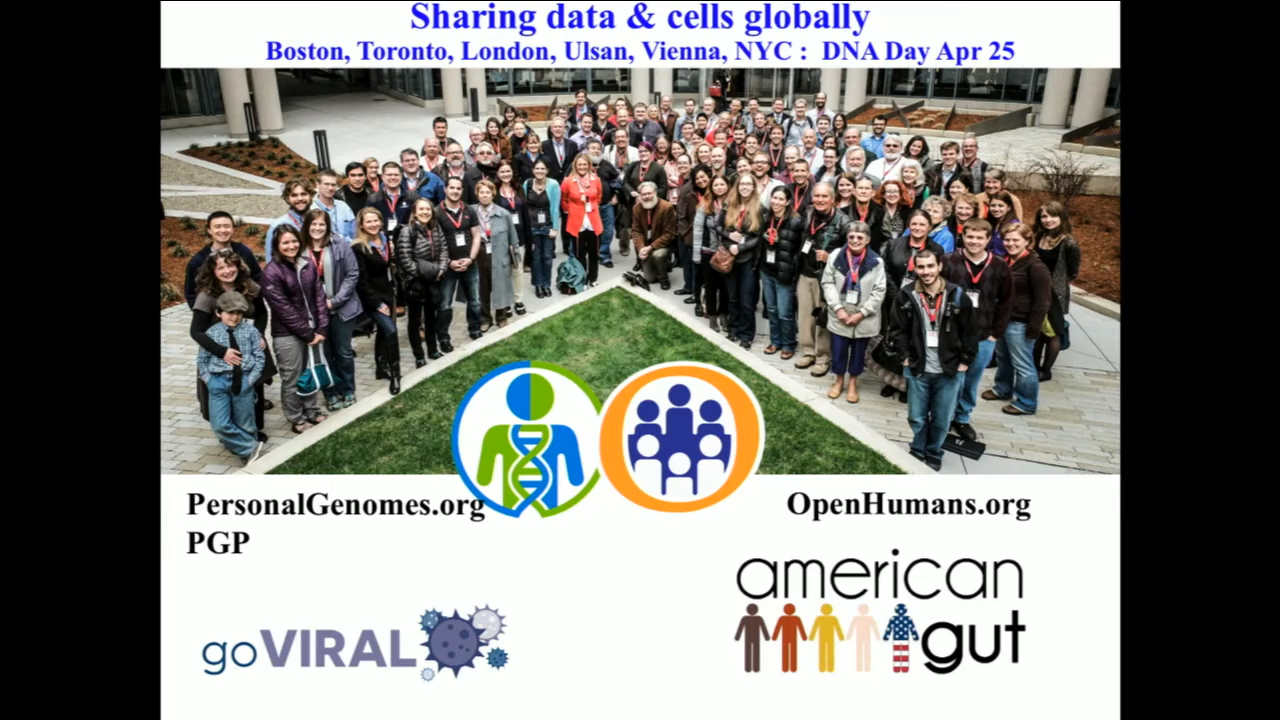 Sharing data & cells globally
Boston, Toronto, London, Ulsan, Vienna, NYC : DNA Day Apr 25
PersonalGenomes.org
PGP
OpenHumans.org
goVIRAL
american
gut